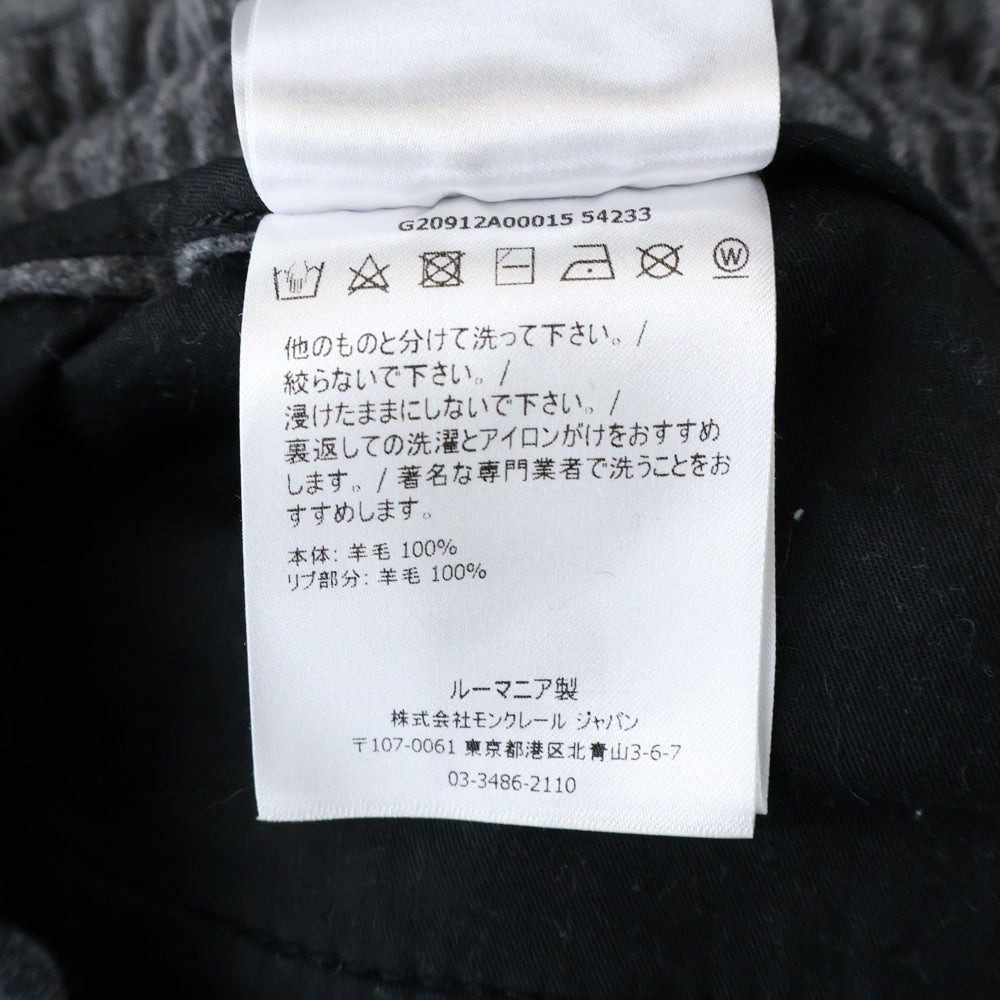 G20912A00015 54233
W
他のものと分けて洗って下さい。/
絞らないで下さい。/
浸けたままにしないで下さい。/
裏返しての洗濯とアイロンがけをおすすめ
します。/ 著名な専門業者で洗うことをお
すすめします。
本体: 羊毛 100%
リブ部分: 羊毛 100%
ルーマニア製
株式会社モンクレール ジャパン
〒107-0061 東京都港区北青山3-6-7
03-3486-2110